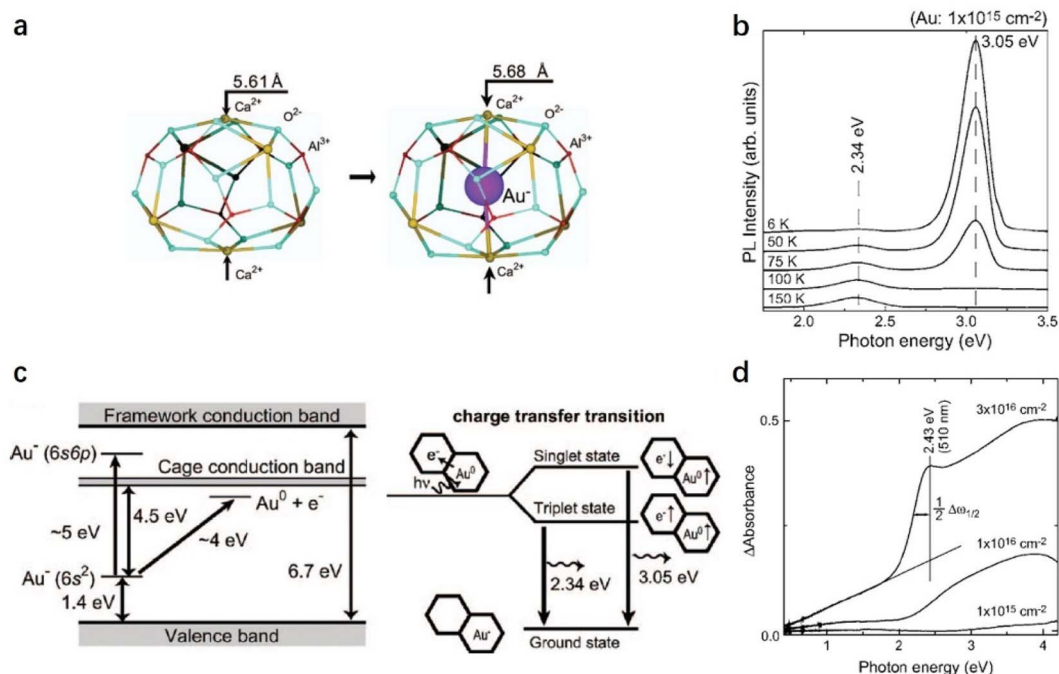 a
5.61 Å
Ca²⁺
O²⁻
Al³⁺
Ca²⁺
5.68 Å
Ca²⁺
O²⁻
Al³⁺
Au⁻
Ca²⁺
b
(Au: 1x10¹⁵ cm⁻²)
3.05 eV
2.34 eV
PL Intensity (arb. units)
6 K
50 K
75 K
100 K
150 K
2.0 2.5 3.0 3.5
Photon energy (eV)
c
Framework conduction band
Au⁻ (6s6p)
Cage conduction band
Au⁰ + e⁻
~5 eV
4.5 eV
~4 eV
6.7 eV
Au⁻ (6s²)
1.4 eV
Valence band
charge transfer transition
e⁻
Au⁰
hν
Singlet state
e⁻↓
Au⁰↑
Triplet state
e⁻↑
Au⁰↑
2.34 eV
3.05 eV
Au⁻
Ground state
d
0.5
3x10¹⁶ cm⁻²
2.43 eV
(510 nm)
1/2 Δω1/2
ΔAbsorbance
1x10¹⁶ cm⁻²
1x10¹⁵ cm⁻²
0.0
1 2 3 4
Photon energy (eV)